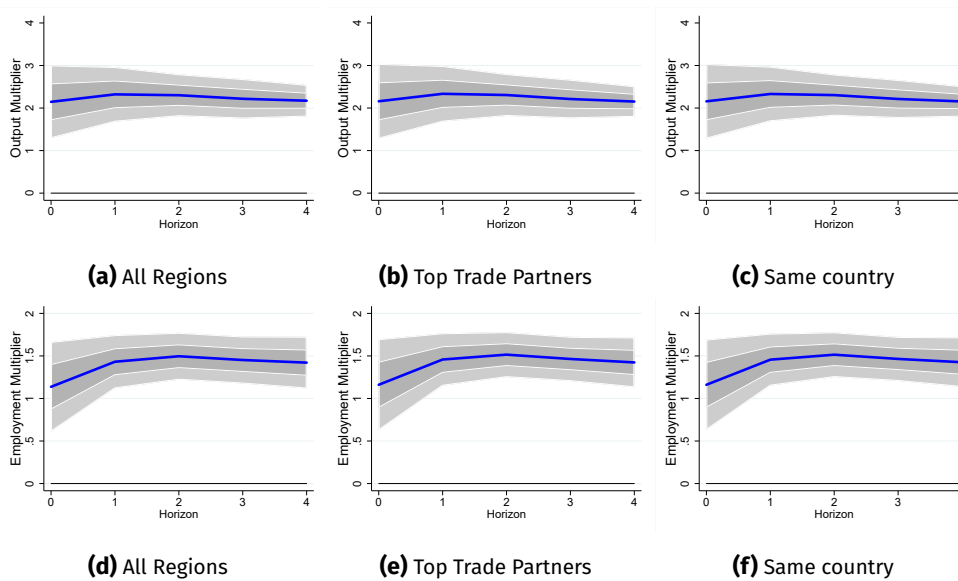 Output Multiplier
4
3
2
1
0
0 1 2 3 4
Horizon
(a) All Regions
Output Multiplier
4
3
2
1
0
0 1 2 3 4
Horizon
(b) Top Trade Partners
Output Multiplier
4
3
2
1
0
0 1 2 3
Horizon
(c) Same country
Employment Multiplier
2
1.5
1
.5
0
0 1 2 3 4
Horizon
(d) All Regions
Employment Multiplier
2
1.5
1
.5
0
0 1 2 3 4
Horizon
(e) Top Trade Partners
Employment Multiplier
2
1.5
1
.5
0
0 1 2 3
Horizon
(f) Same country